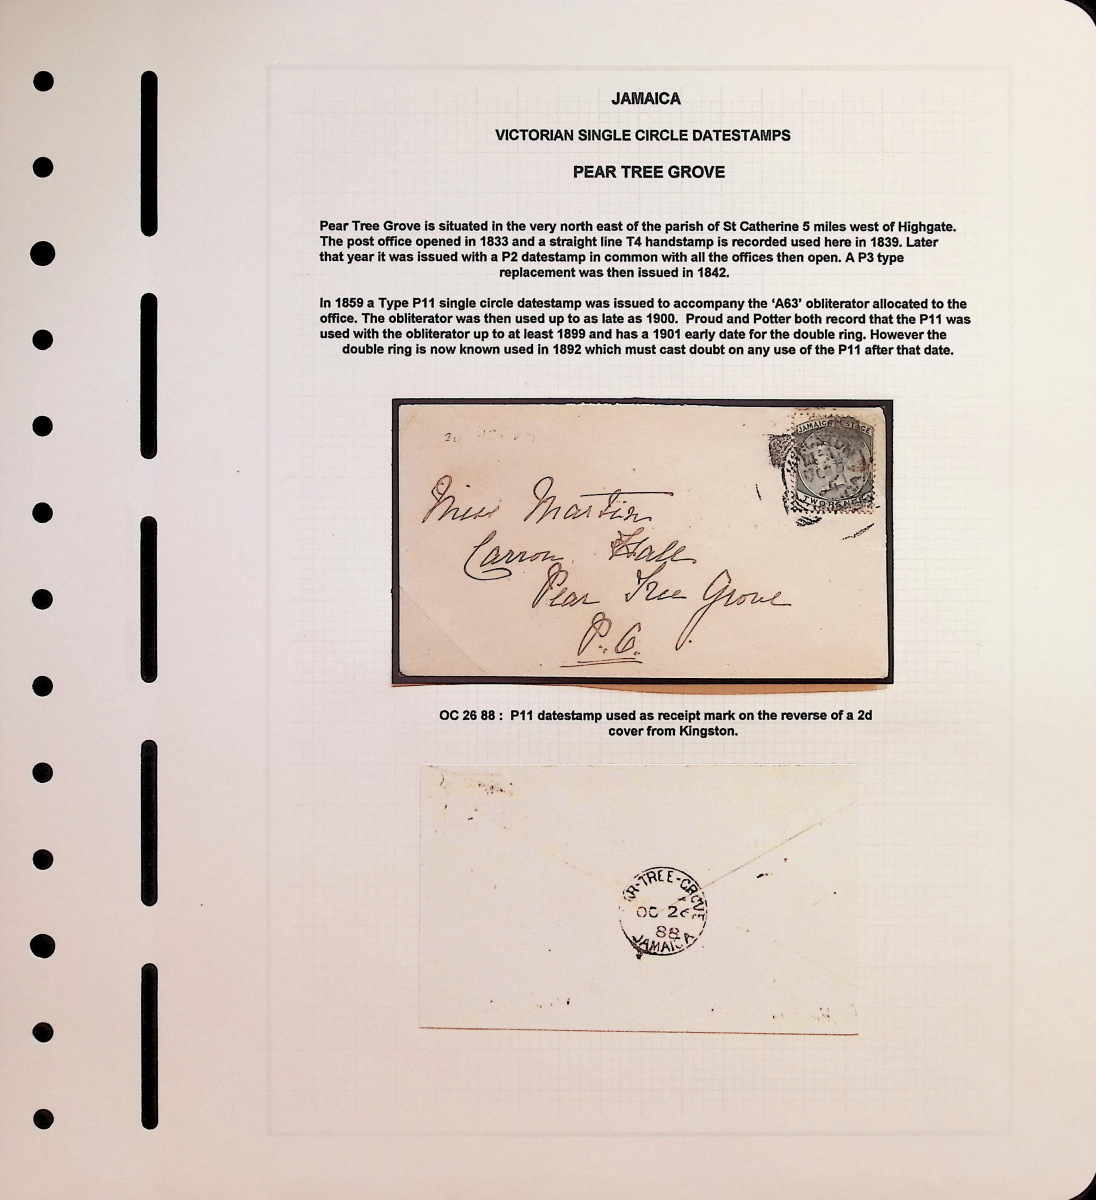 JAMAICA
VICTORIAN SINGLE CIRCLE DATESTAMPS
PEAR TREE GROVE
Pear Tree Grove is situated in the very north east of the parish of St Catherine 5 miles west of Highgate.
The post office opened in 1833 and a straight line T4 handstamp is recorded used here in 1839. Later
that year it was issued with a P2 datestamp in common with all the offices then open. A P3 type
replacement was then issued in 1842.
In 1859 a Type P11 single circle datestamp was issued to accompany the ‘A63’ obliterator allocated to the
office. The obliterator was then used up to as late as 1900. Proud and Potter both record that the P11 was
used with the obliterator up to at least 1899 and has a 1901 early date for the double ring. However the
double ring is now known used in 1892 which must cast doubt on any use of the P11 after that date.
JAMAICA POSTAGE
TWO PENCE
Miss Martin
Carron Hall
Pear Tree Grove
P.O.
OC 26 88 : P11 datestamp used as receipt mark on the reverse of a 2d
cover from Kingston.
AR-TREE-GROVE
OC 26
88
JAMAICA